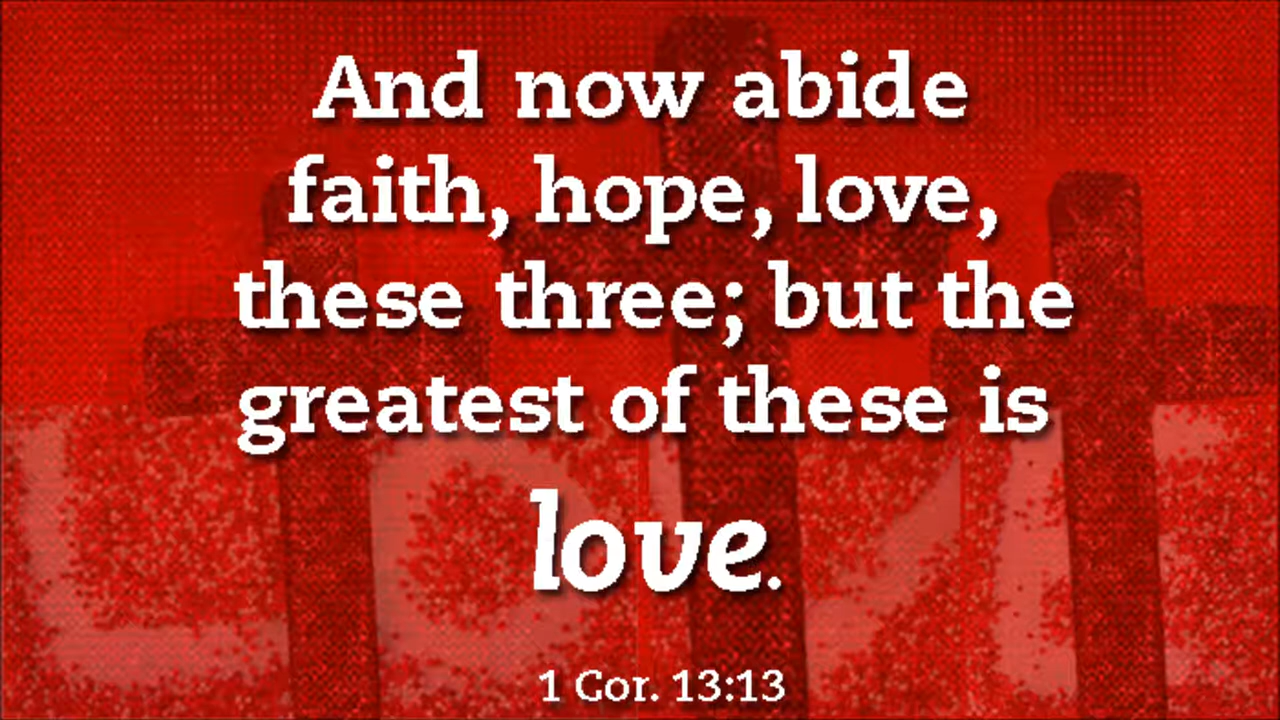 And now abide
faith, hope, love,
these three; but the
greatest of these is
love.
1 Cor. 13:13